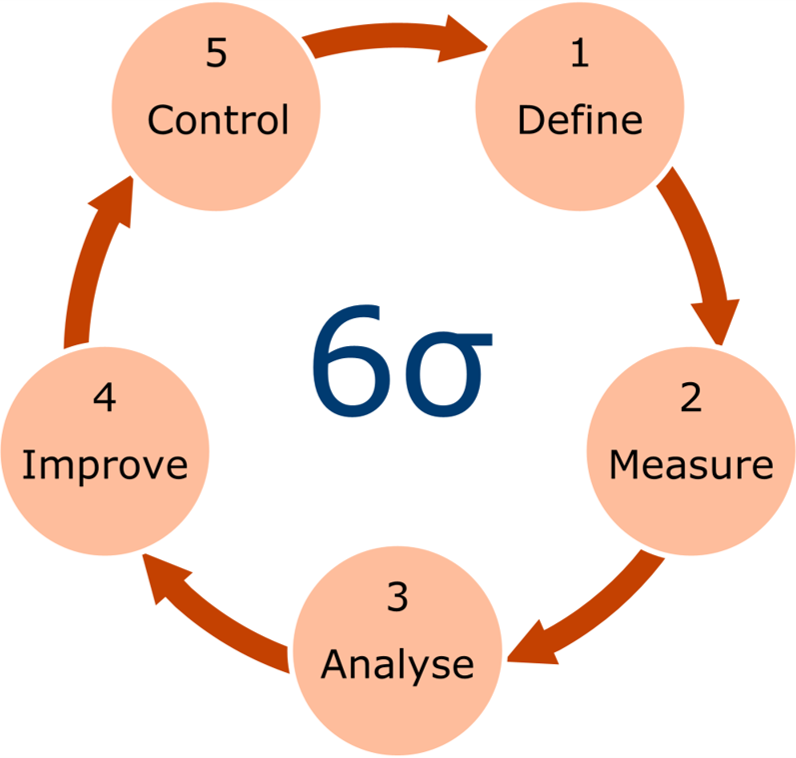 5
Control
1
Define
6σ
4
Improve
2
Measure
3
Analyse